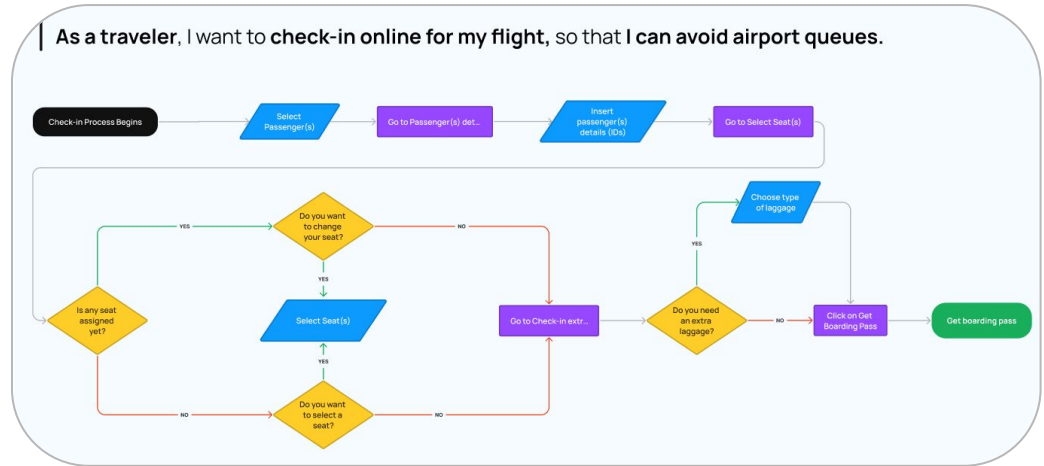 As a traveler, I want to check-in online for my flight, so that I can avoid airport queues.
Check-in Process Begins
Select
Passenger(s)
Go to Passenger(s) det...
Insert
passenger(s)
details (IDs)
Go to Select Seat(s)
Choose type
of laggage
Do you want
to change
your seat?
YES
NO
YES
YES
Is any seat
assigned
yet?
Select Seat(s)
Go to Check-in extr...
Do you need
an extra
laggage?
NO
Click on Get
Boarding Pass
Get boarding pass
YES
Do you want
to select a
seat?
NO
NO